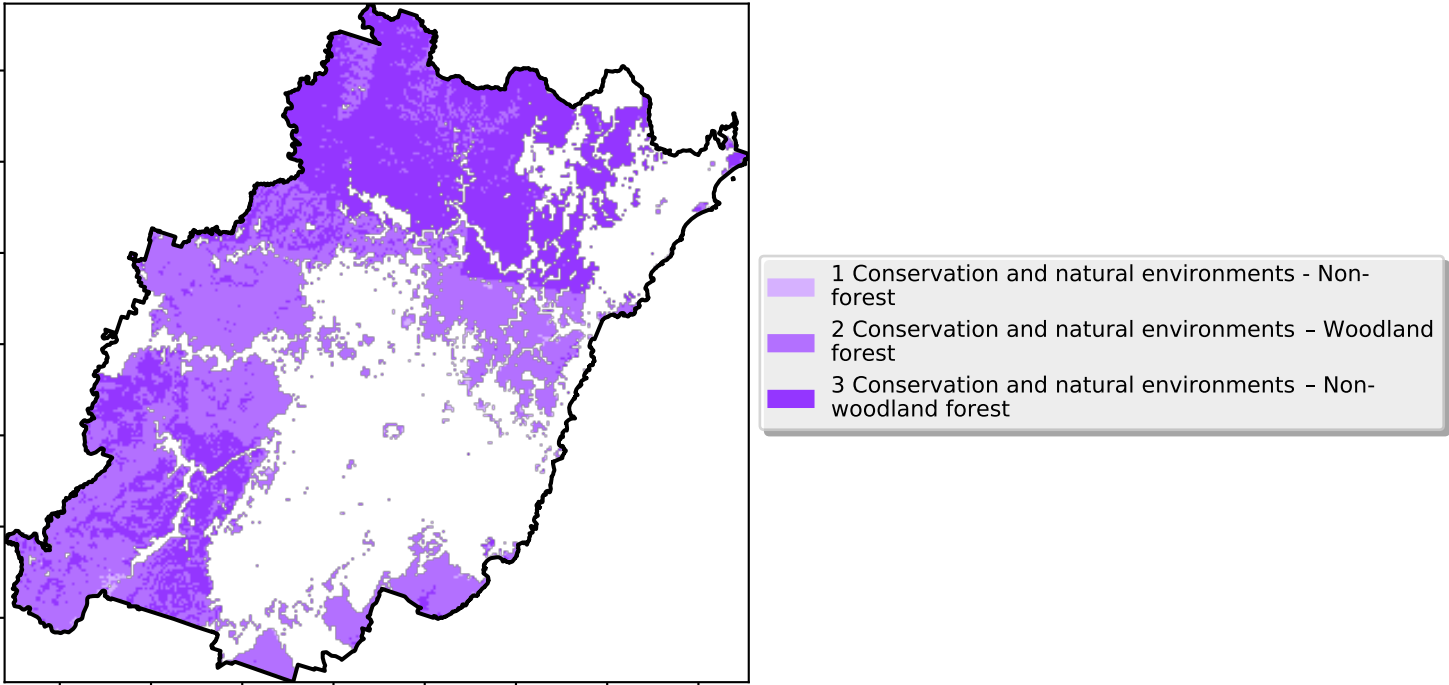 1 Conservation and natural environments - Non-
forest
2 Conservation and natural environments – Woodland
forest
3 Conservation and natural environments – Non-
woodland forest